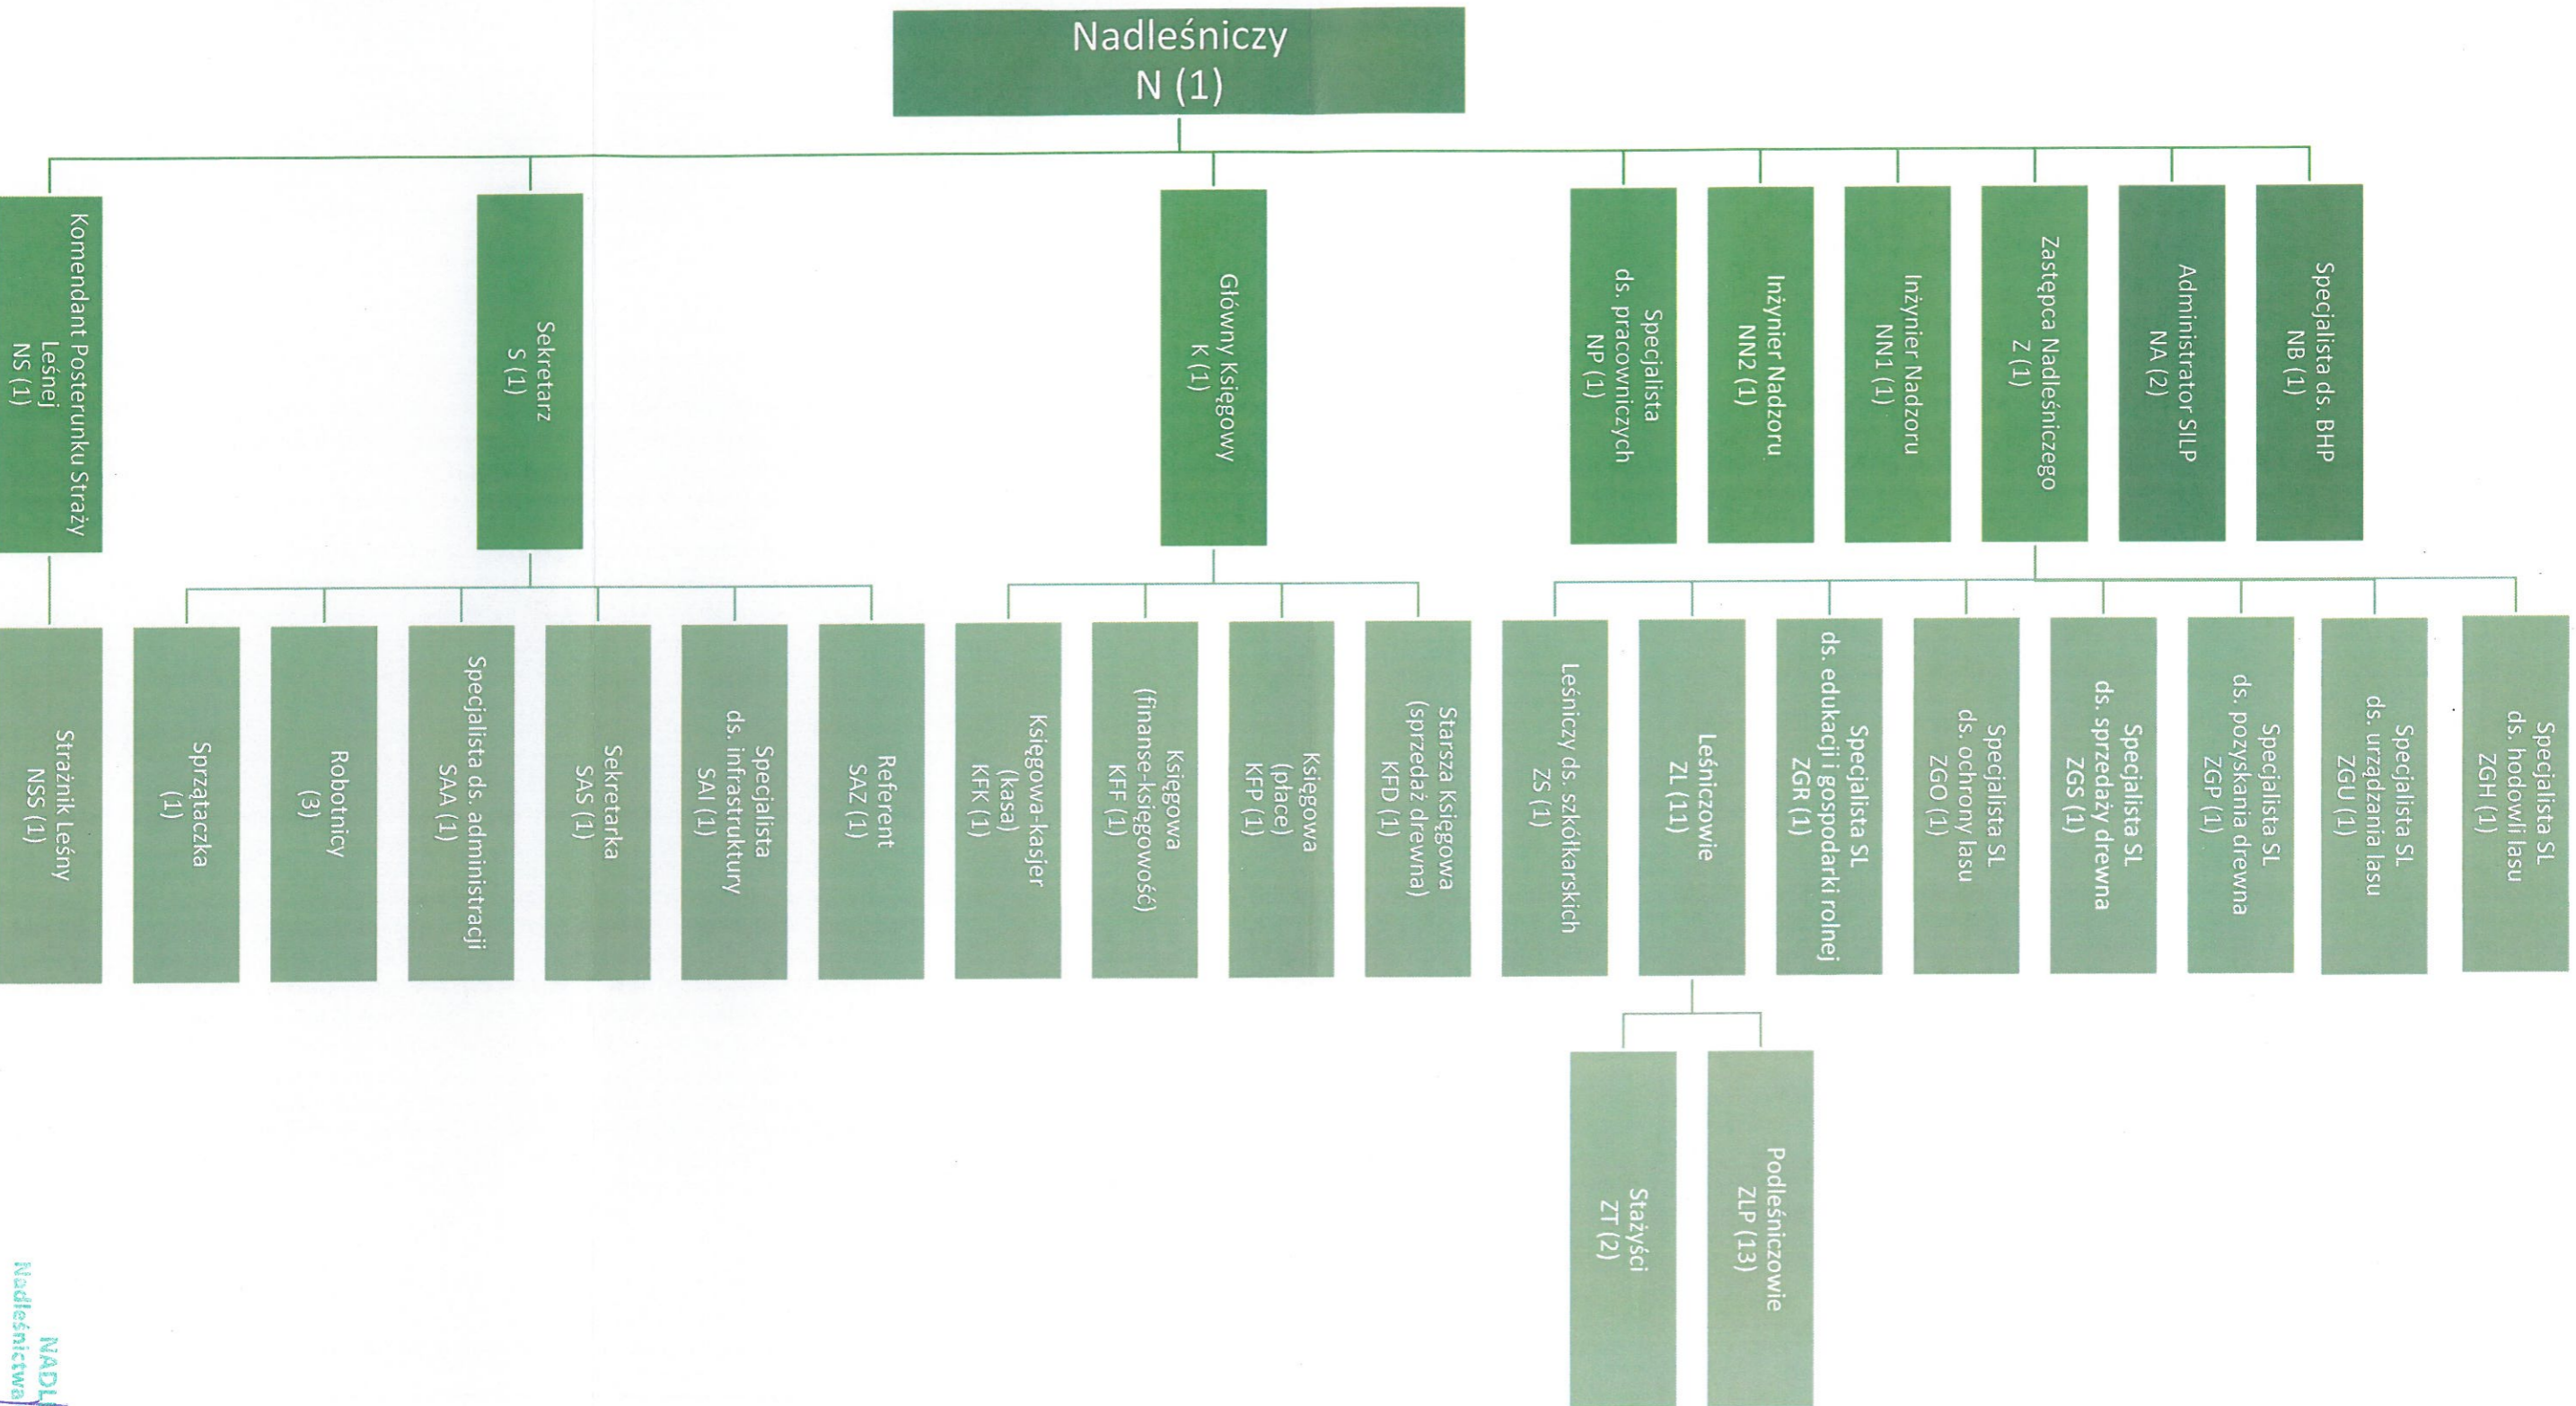 Nadleśniczy
N (1)
Specjalista ds. BHP
NB (1)
Administrator SILP
NA (2)
Zastępca Nadleśniczego
Z (1)
Inżynier Nadzoru
NN1 (1)
Inżynier Nadzoru
NN2 (1)
Specjalista
ds. pracowniczych
NP (1)
Główny Księgowy
K (1)
Sekretarz
S (1)
Komendant Posterunku Straży
Leśnej
NS (1)
Specjalista SL
ds. hodowli lasu
ZGH (1)
Specjalista SL
ds. urządzania lasu
ZGU (1)
Specjalista SL
ds. pozyskania drewna
ZGP (1)
Specjalista SL
ds. sprzedaży drewna
ZGS (1)
Specjalista SL
ds. ochrony lasu
ZGO (1)
Specjalista SL
ds. edukacji i gospodarki rolnej
ZGR (1)
Leśniczowie
ZL (11)
Leśniczy ds. szkółkarskich
ZS (1)
Starsza Księgowa
(sprzedaż drewna)
KFD (1)
Księgowa
(płace)
KFP (1)
Księgowa
(finanse-księgowość)
KFF (1)
Księgowa-kasjer
(kasa)
KFK (1)
Referent
SAZ (1)
Specjalista
ds. infrastruktury
SAI (1)
Sekretarka
SAS (1)
Specjalista ds. administracji
SAA (1)
Robotnicy
(3)
Sprzątaczka
(1)
Strażnik Leśny
NSS (1)
Podleśniczowie
ZLP (13)
Stażyści
ZT (2)
NADL
Nadleśnictwa